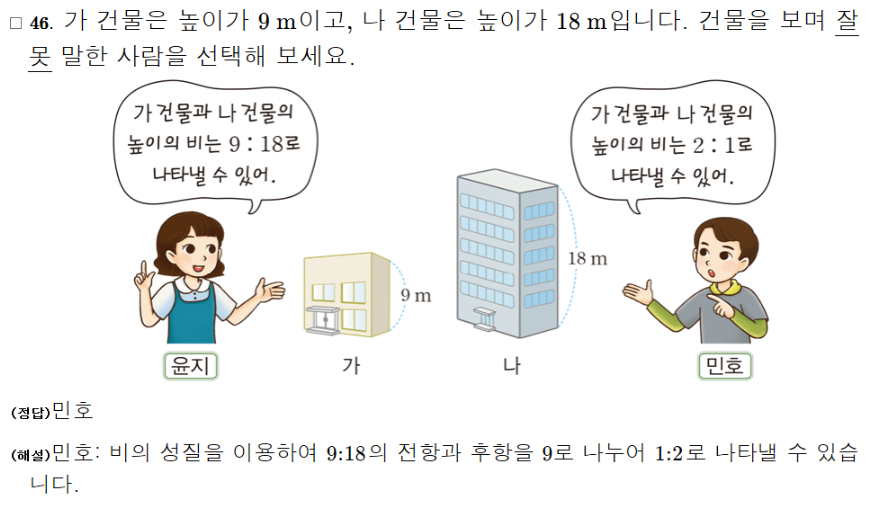 □ 46. 가 건물은 높이가 9 m이고, 나 건물은 높이가 18 m입니다. 건물을 보며 잘
못 말한 사람을 선택해 보세요.
가 건물과 나 건물의
높이의 비는 9 : 18로
나타낼 수 있어.
가 건물과 나 건물의
높이의 비는 2 : 1로
나타낼 수 있어.
9 m
18 m
윤지
가
나
민호
(정답)민호
(해설)민호: 비의 성질을 이용하여 9:18의 전항과 후항을 9로 나누어 1:2로 나타낼 수 있습
니다.